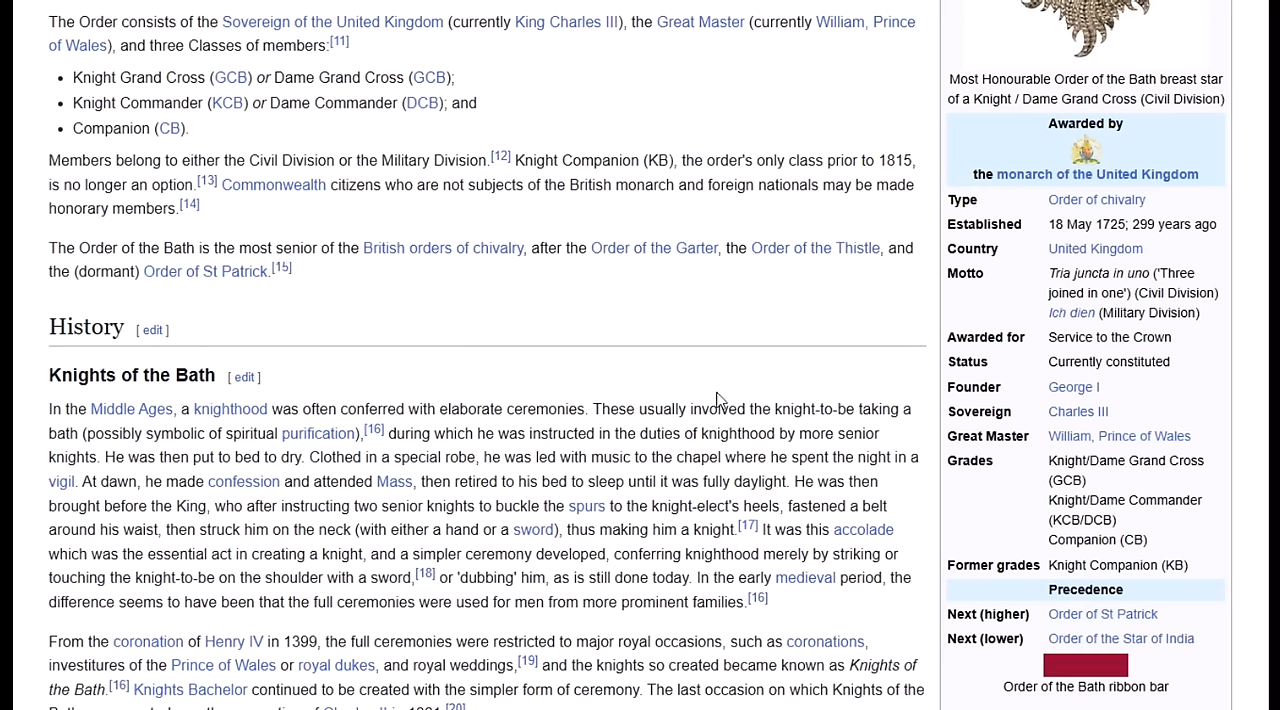 The Order consists of the Sovereign of the United Kingdom (currently King Charles III), the Great Master (currently William, Prince
of Wales), and three Classes of members:[11]
• Knight Grand Cross (GCB) or Dame Grand Cross (GCB);
• Knight Commander (KCB) or Dame Commander (DCB); and
• Companion (CB).
Members belong to either the Civil Division or the Military Division.[12] Knight Companion (KB), the order's only class prior to 1815,
is no longer an option.[13] Commonwealth citizens who are not subjects of the British monarch and foreign nationals may be made
honorary members.[14]
The Order of the Bath is the most senior of the British orders of chivalry, after the Order of the Garter, the Order of the Thistle, and
the (dormant) Order of St Patrick.[15]
History [ edit ]
Knights of the Bath [ edit ]
In the Middle Ages, a knighthood was often conferred with elaborate ceremonies. These usually involved the knight-to-be taking a
bath (possibly symbolic of spiritual purification),[16] during which he was instructed in the duties of knighthood by more senior
knights. He was then put to bed to dry. Clothed in a special robe, he was led with music to the chapel where he spent the night in a
vigil. At dawn, he made confession and attended Mass, then retired to his bed to sleep until it was fully daylight. He was then
brought before the King, who after instructing two senior knights to buckle the spurs to the knight-elect's heels, fastened a belt
around his waist, then struck him on the neck (with either a hand or a sword), thus making him a knight.[17] It was this accolade
which was the essential act in creating a knight, and a simpler ceremony developed, conferring knighthood merely by striking or
touching the knight-to-be on the shoulder with a sword,[18] or 'dubbing' him, as is still done today. In the early medieval period, the
difference seems to have been that the full ceremonies were used for men from more prominent families.[16]
From the coronation of Henry IV in 1399, the full ceremonies were restricted to major royal occasions, such as coronations,
investitures of the Prince of Wales or royal dukes, and royal weddings,[19] and the knights so created became known as Knights of
the Bath.[16] Knights Bachelor continued to be created with the simpler form of ceremony. The last occasion on which Knights of the
Most Honourable Order of the Bath breast star
of a Knight / Dame Grand Cross (Civil Division)
Awarded by
the monarch of the United Kingdom
Type Order of chivalry
Established 18 May 1725; 299 years ago
Country United Kingdom
Motto Tria juncta in uno ('Three
joined in one') (Civil Division)
Ich dien (Military Division)
Awarded for Service to the Crown
Status Currently constituted
Founder George I
Sovereign Charles III
Great Master William, Prince of Wales
Grades Knight/Dame Grand Cross
(GCB)
Knight/Dame Commander
(KCB/DCB)
Companion (CB)
Former grades Knight Companion (KB)
Precedence
Next (higher) Order of St Patrick
Next (lower) Order of the Star of India
Order of the Bath ribbon bar